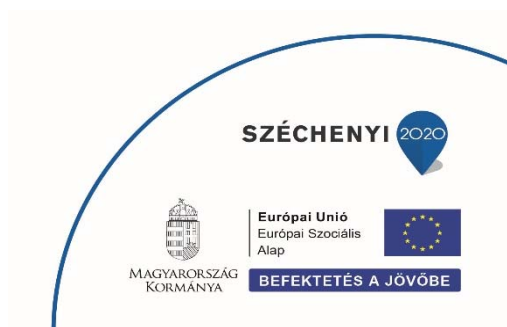 SZÉCHENYI 2020
Európai Unió
Európai Szociális
Alap
MAGYARORSZÁG
KORMÁNYA
BEFEKTETÉS A JÖVŐBE